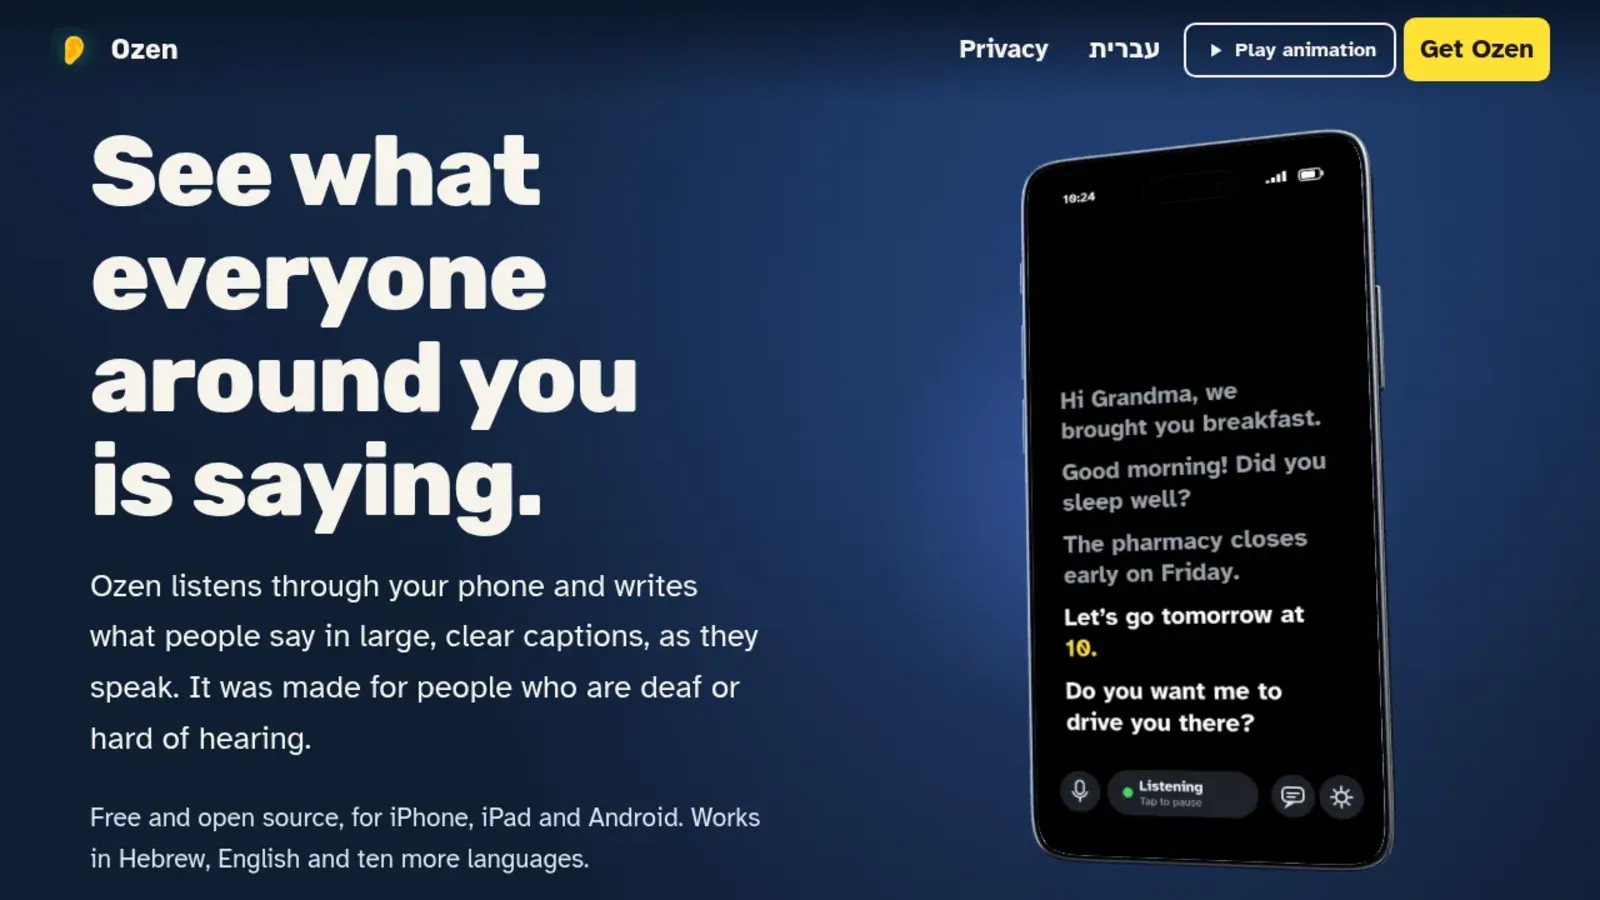 Ozen
Privacy
עברית
Play animation
Get Ozen
See what
everyone
around you
is saying.
Ozen listens through your phone and writes
what people say in large, clear captions, as they
speak. It was made for people who are deaf or
hard of hearing.
Free and open source, for iPhone, iPad and Android. Works
in Hebrew, English and ten more languages.
10:24
Hi Grandma, we
brought you breakfast.
Good morning! Did you
sleep well?
The pharmacy closes
early on Friday.
Let’s go tomorrow at
10.
Do you want me to
drive you there?
Listening
Tap to pause